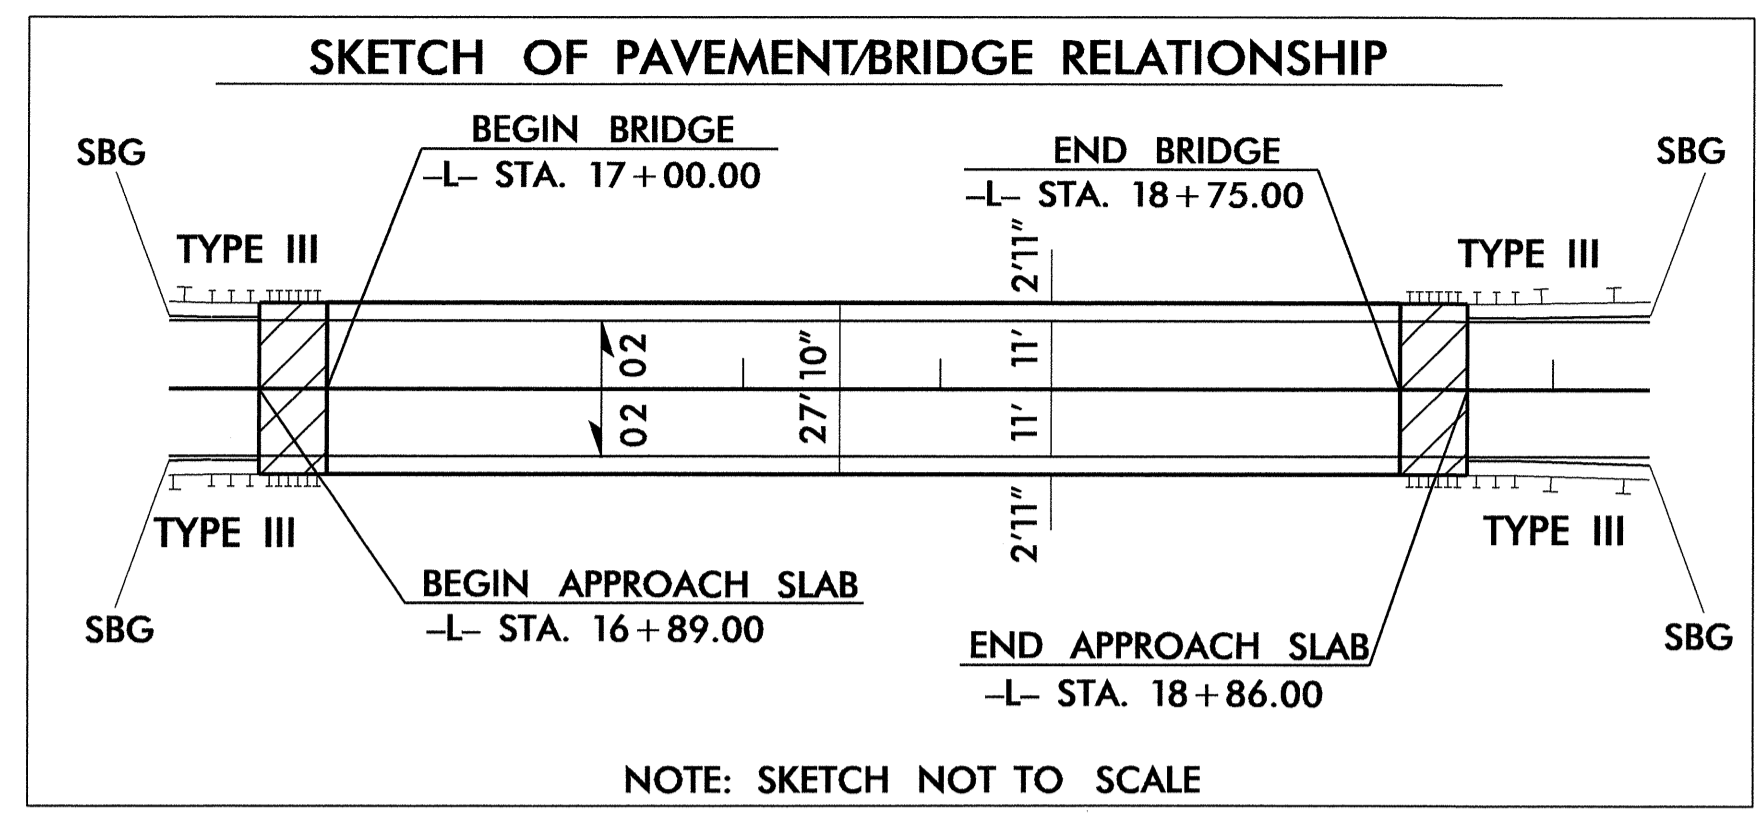 SKETCH OF PAVEMENT/BRIDGE RELATIONSHIP
BEGIN BRIDGE
-L- STA. 17+00.00
END BRIDGE
-L- STA. 18+75.00
SBG
SBG
TYPE III
TYPE III
2'11"
02
27' 10"
11'
02
11'
2'11"
TYPE III
TYPE III
BEGIN APPROACH SLAB
-L- STA. 16+89.00
END APPROACH SLAB
-L- STA. 18+86.00
SBG
SBG
NOTE: SKETCH NOT TO SCALE